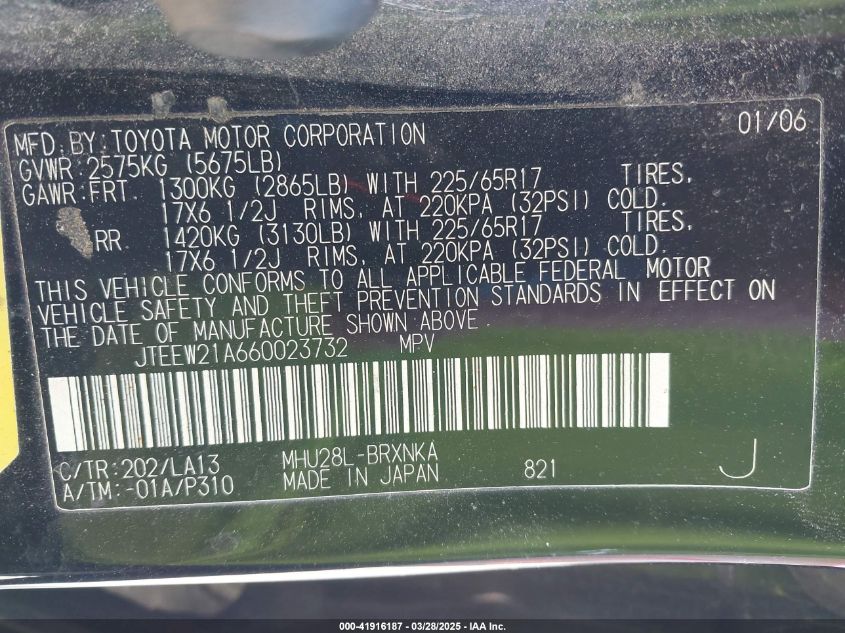 01/06
MFD. BY: TOYOTA MOTOR CORPORATION
GVWR: 2575KG (5675LB)
GAWR: FRT. 1300KG (2865LB) WITH 225/65R17 TIRES,
17X6 1/2J RIMS, AT 220KPA (32PSI) COLD.
RR 1420KG (3130LB) WITH 225/65R17 TIRES,
17X6 1/2J RIMS, AT 220KPA (32PSI) COLD.
THIS VEHICLE CONFORMS TO ALL APPLICABLE FEDERAL MOTOR
VEHICLE SAFETY AND THEFT PREVENTION STANDARDS IN EFFECT ON
THE DATE OF MANUFACTURE SHOWN ABOVE.
JTEEW21A660023732 MPV
C/TR: 202/LA13 MHU28L-BRXNKA
A/TM: -01A/P310 MADE IN JAPAN 821 J
000-41916187 - 03/28/2025 - IAA Inc.